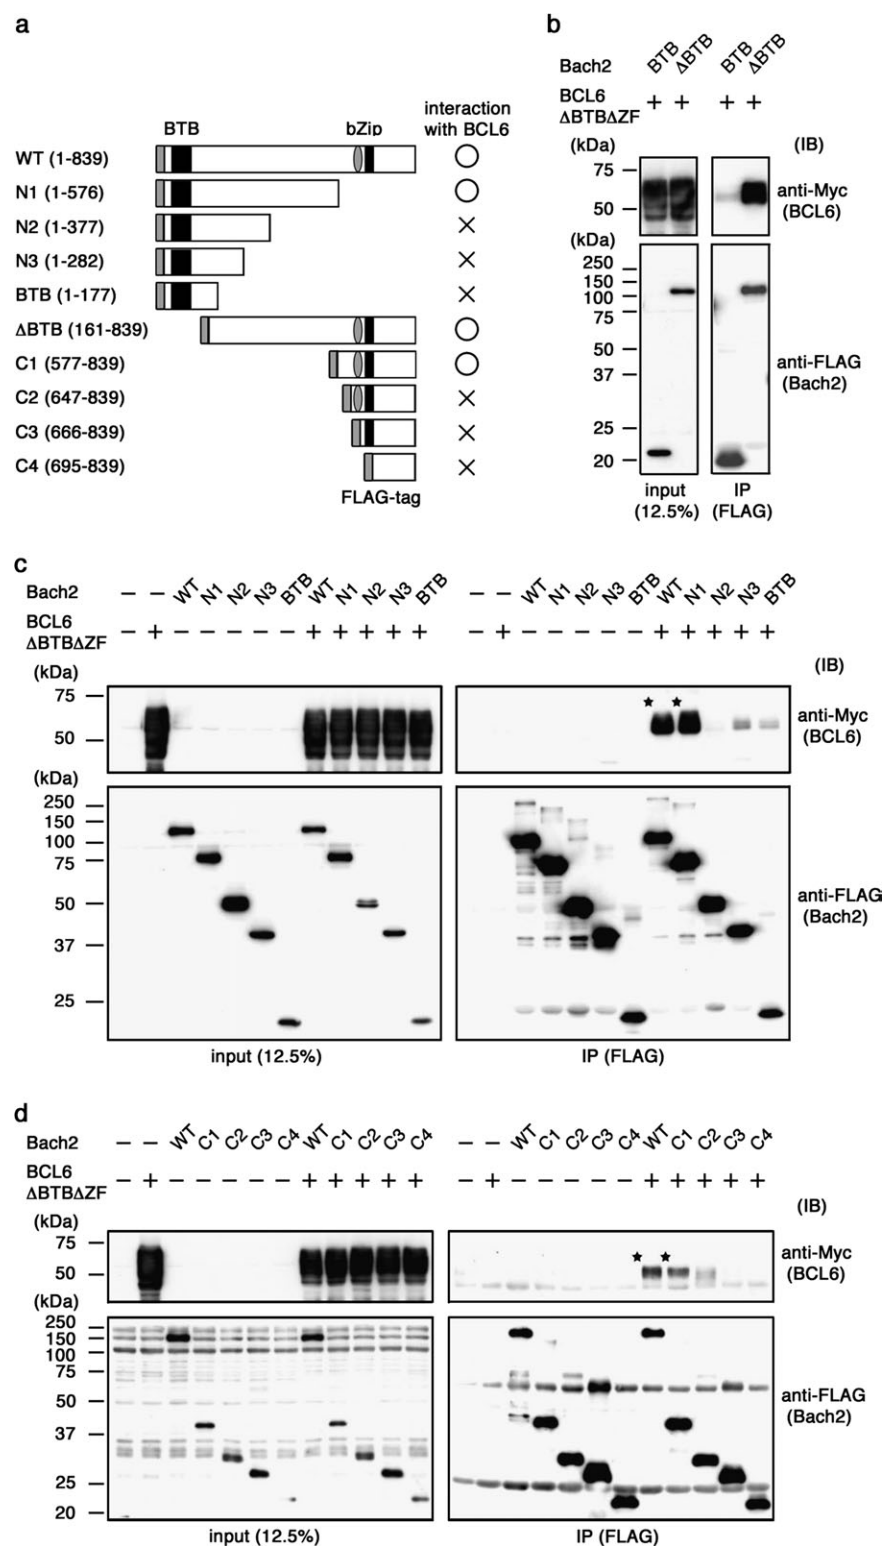 a
BTB bZip
interaction
with BCL6
WT (1-839) ○
N1 (1-576) ○
N2 (1-377) ×
N3 (1-282) ×
BTB (1-177) ×
ΔBTB (161-839) ○
C1 (577-839) ○
C2 (647-839) ×
C3 (666-839) ×
C4 (695-839) ×
FLAG-tag
b
Bach2 BTB ΔBTB BTB ΔBTB
BCL6
ΔBTBΔZF + + + +
(kDa) (IB)
75
50
anti-Myc
(BCL6)
(kDa)
250
150
100
75
50
37
25
20
anti-FLAG
(Bach2)
input
(12.5%)
IP
(FLAG)
c
Bach2 – – WT N1 N2 N3 BTB WT N1 N2 N3 BTB – – WT N1 N2 N3 BTB WT N1 N2 N3 BTB
BCL6
ΔBTBΔZF – + – – – – – + + + + + – + – – – – – + + + + +
(kDa) (IB)
75
50
★ ★
anti-Myc
(BCL6)
(kDa)
250
150
100
75
50
37
25
anti-FLAG
(Bach2)
input (12.5%) IP (FLAG)
d
Bach2 – – WT C1 C2 C3 C4 WT C1 C2 C3 C4 – – WT C1 C2 C3 C4 WT C1 C2 C3 C4
BCL6
ΔBTBΔZF – + – – – – – + + + + + – + – – – – – + + + + +
(kDa) (IB)
75
50
★ ★
anti-Myc
(BCL6)
(kDa)
250
150
100
75
50
37
25
20
anti-FLAG
(Bach2)
input (12.5%) IP (FLAG)